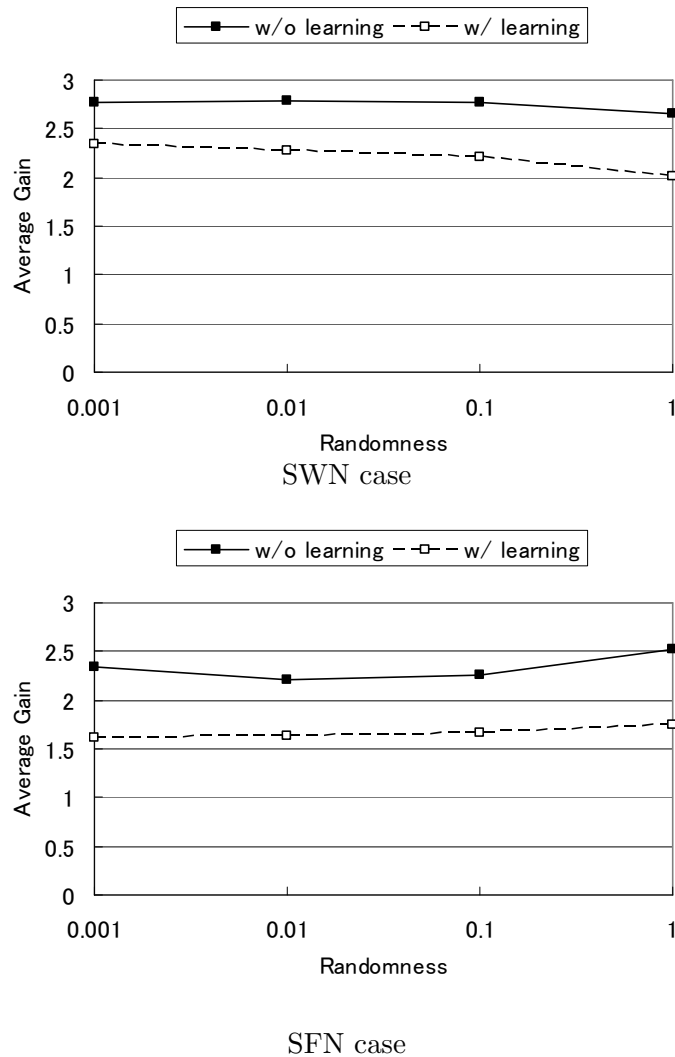 w/o learning w/ learning
3
2.5
2
1.5
1
0.5
0
Average Gain
0.001 0.01 0.1 1
Randomness
SWN case
w/o learning w/ learning
3
2.5
2
1.5
1
0.5
0
Average Gain
0.001 0.01 0.1 1
Randomness
SFN case